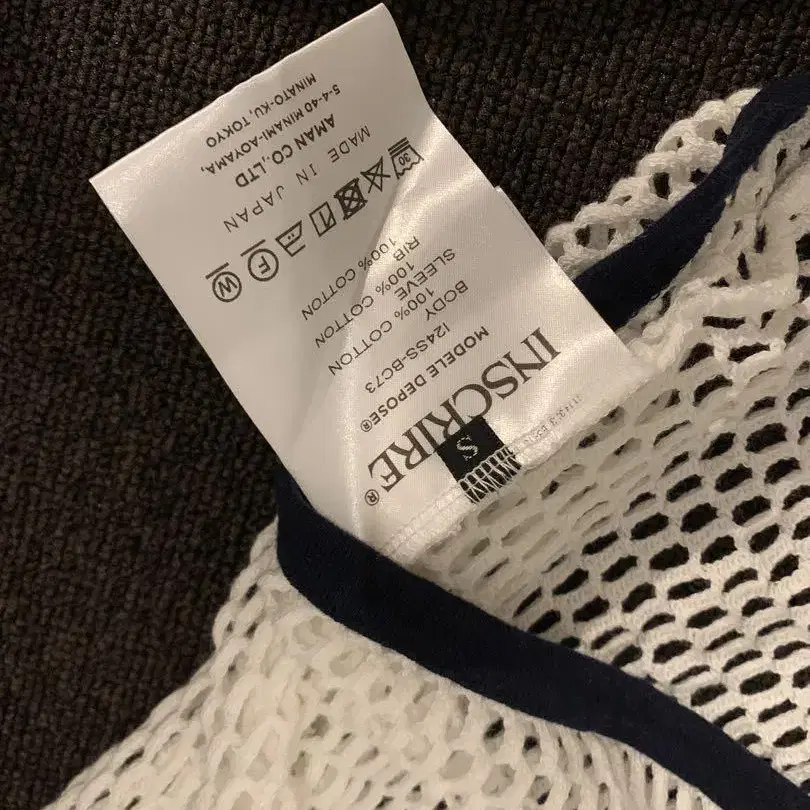 S
INSCRIRE®
MODELE DEPOSE®
I24SS-BC73
BODY
100% COTTON
SLEEVE
100% COTTON
RIB
100% COTTON
30
F
W
MADE IN JAPAN
AMAN CO.,LTD
5-4-40 MINAMI-AOYAMA,
MINATO-KU, TOKYO